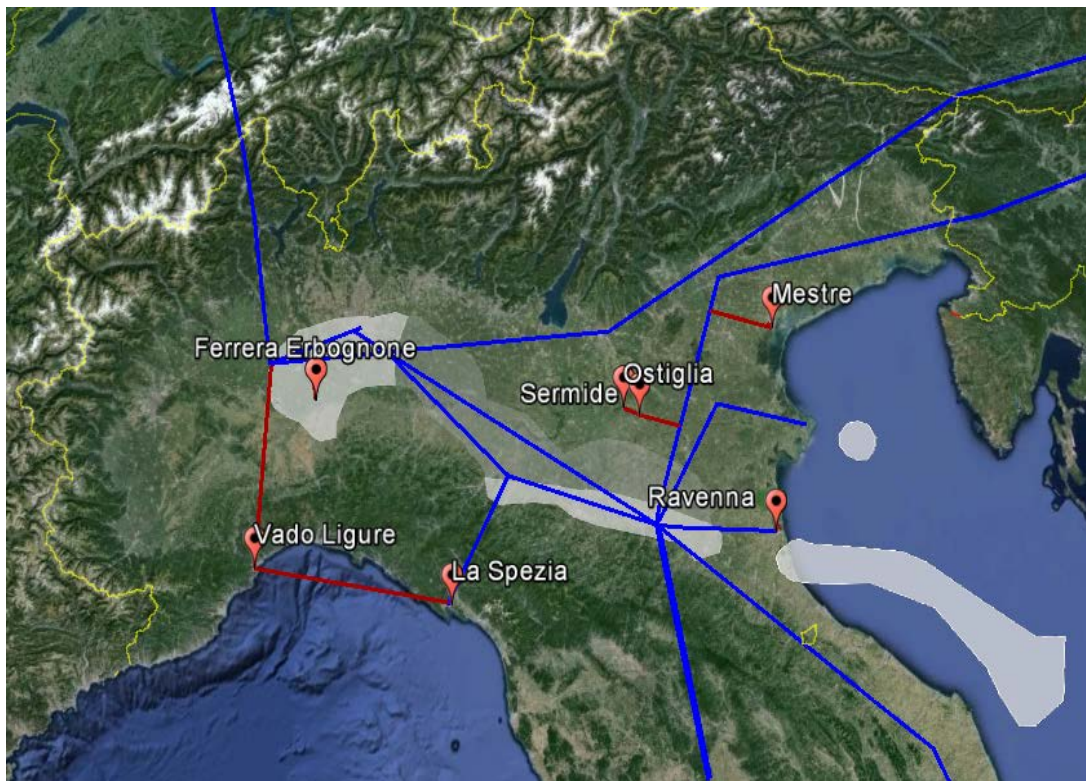 Mestre
Ferrera Erbognone
Ostiglia
Sermide
Ravenna
Vado Ligure
La Spezia